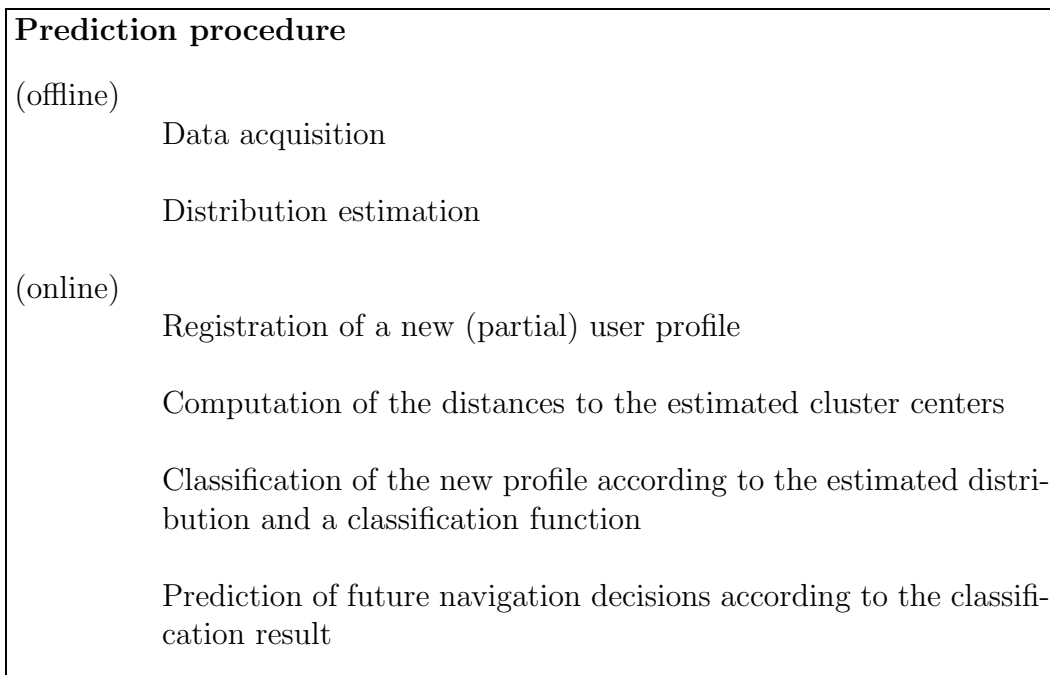 Prediction procedure
(offline)
Data acquisition
Distribution estimation
(online)
Registration of a new (partial) user profile
Computation of the distances to the estimated cluster centers
Classification of the new profile according to the estimated distri-
bution and a classification function
Prediction of future navigation decisions according to the classifi-
cation result